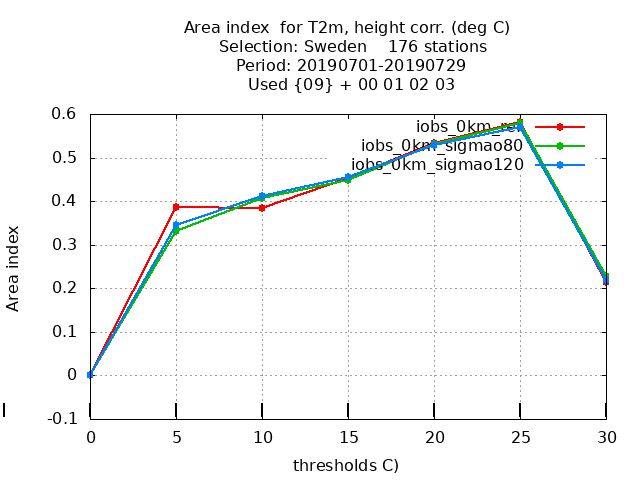 Area index  for T2m, height corr. (deg C)
Selection: Sweden    176 stations
Period: 20190701-20190729
Used {09} + 00 01 02 03
0.6
0.5
0.4
0.3
0.2
0.1
0
-0.1
Area index
iobs_0km_ref
iobs_0km_sigmao80
iobs_0km_sigmao120
0 5 10 15 20 25 30
thresholds C)